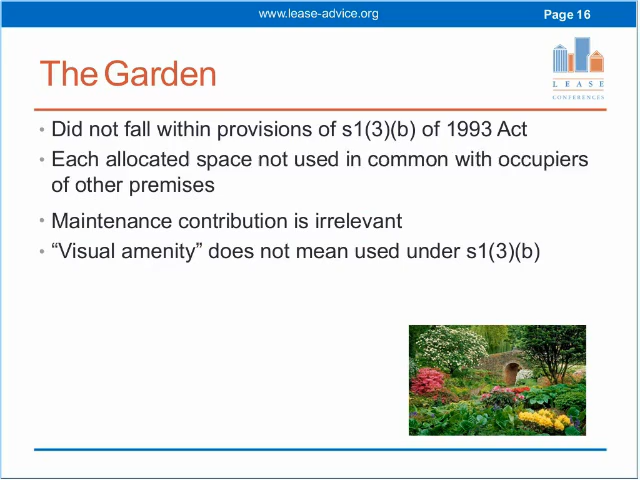 www.lease-advice.org
Page 16
The Garden
LEASE
CONFERENCES
• Did not fall within provisions of s1(3)(b) of 1993 Act
• Each allocated space not used in common with occupiers
of other premises
• Maintenance contribution is irrelevant
• “Visual amenity” does not mean used under s1(3)(b)